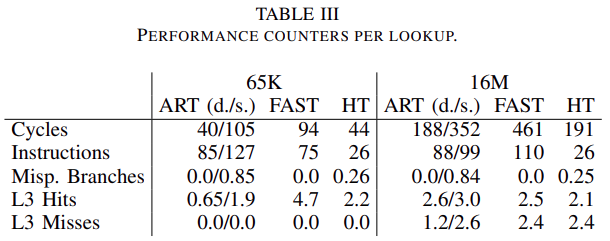 TABLE III
PERFORMANCE COUNTERS PER LOOKUP.
65K 16M
ART (d./s.) FAST HT ART (d./s.) FAST HT
Cycles 40/105 94 44 188/352 461 191
Instructions 85/127 75 26 88/99 110 26
Misp. Branches 0.0/0.85 0.0 0.26 0.0/0.84 0.0 0.25
L3 Hits 0.65/1.9 4.7 2.2 2.6/3.0 2.5 2.1
L3 Misses 0.0/0.0 0.0 0.0 1.2/2.6 2.4 2.4